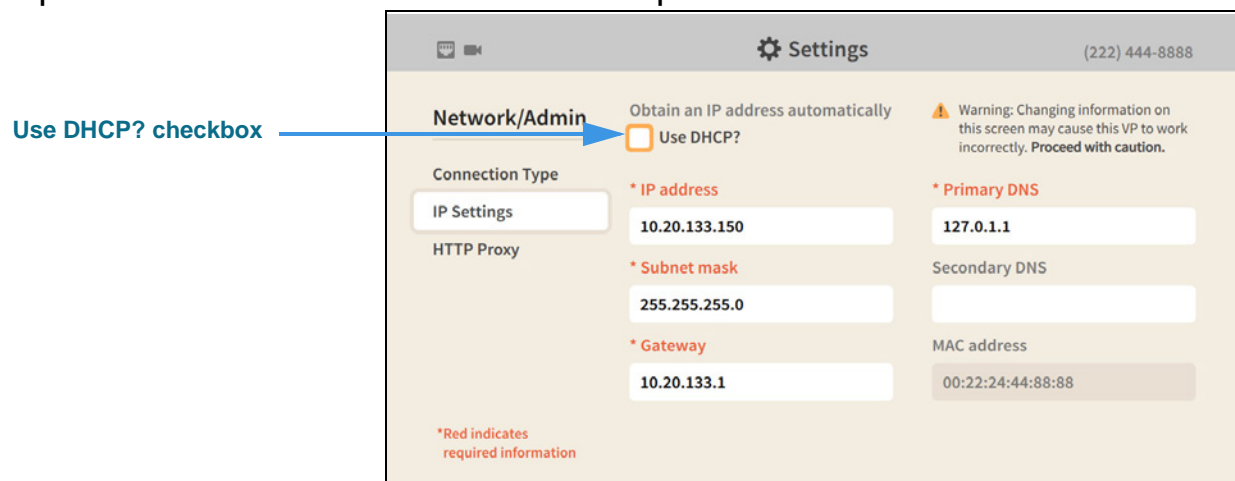 Settings
(222) 444-8888
Use DHCP? checkbox
Network/Admin
Connection Type
IP Settings
HTTP Proxy
*Red indicates
required information
Obtain an IP address automatically
Use DHCP?
* IP address
10.20.133.150
* Subnet mask
255.255.255.0
* Gateway
10.20.133.1
Warning: Changing information on
this screen may cause this VP to work
incorrectly. Proceed with caution.
* Primary DNS
127.0.1.1
Secondary DNS
MAC address
00:22:24:44:88:88